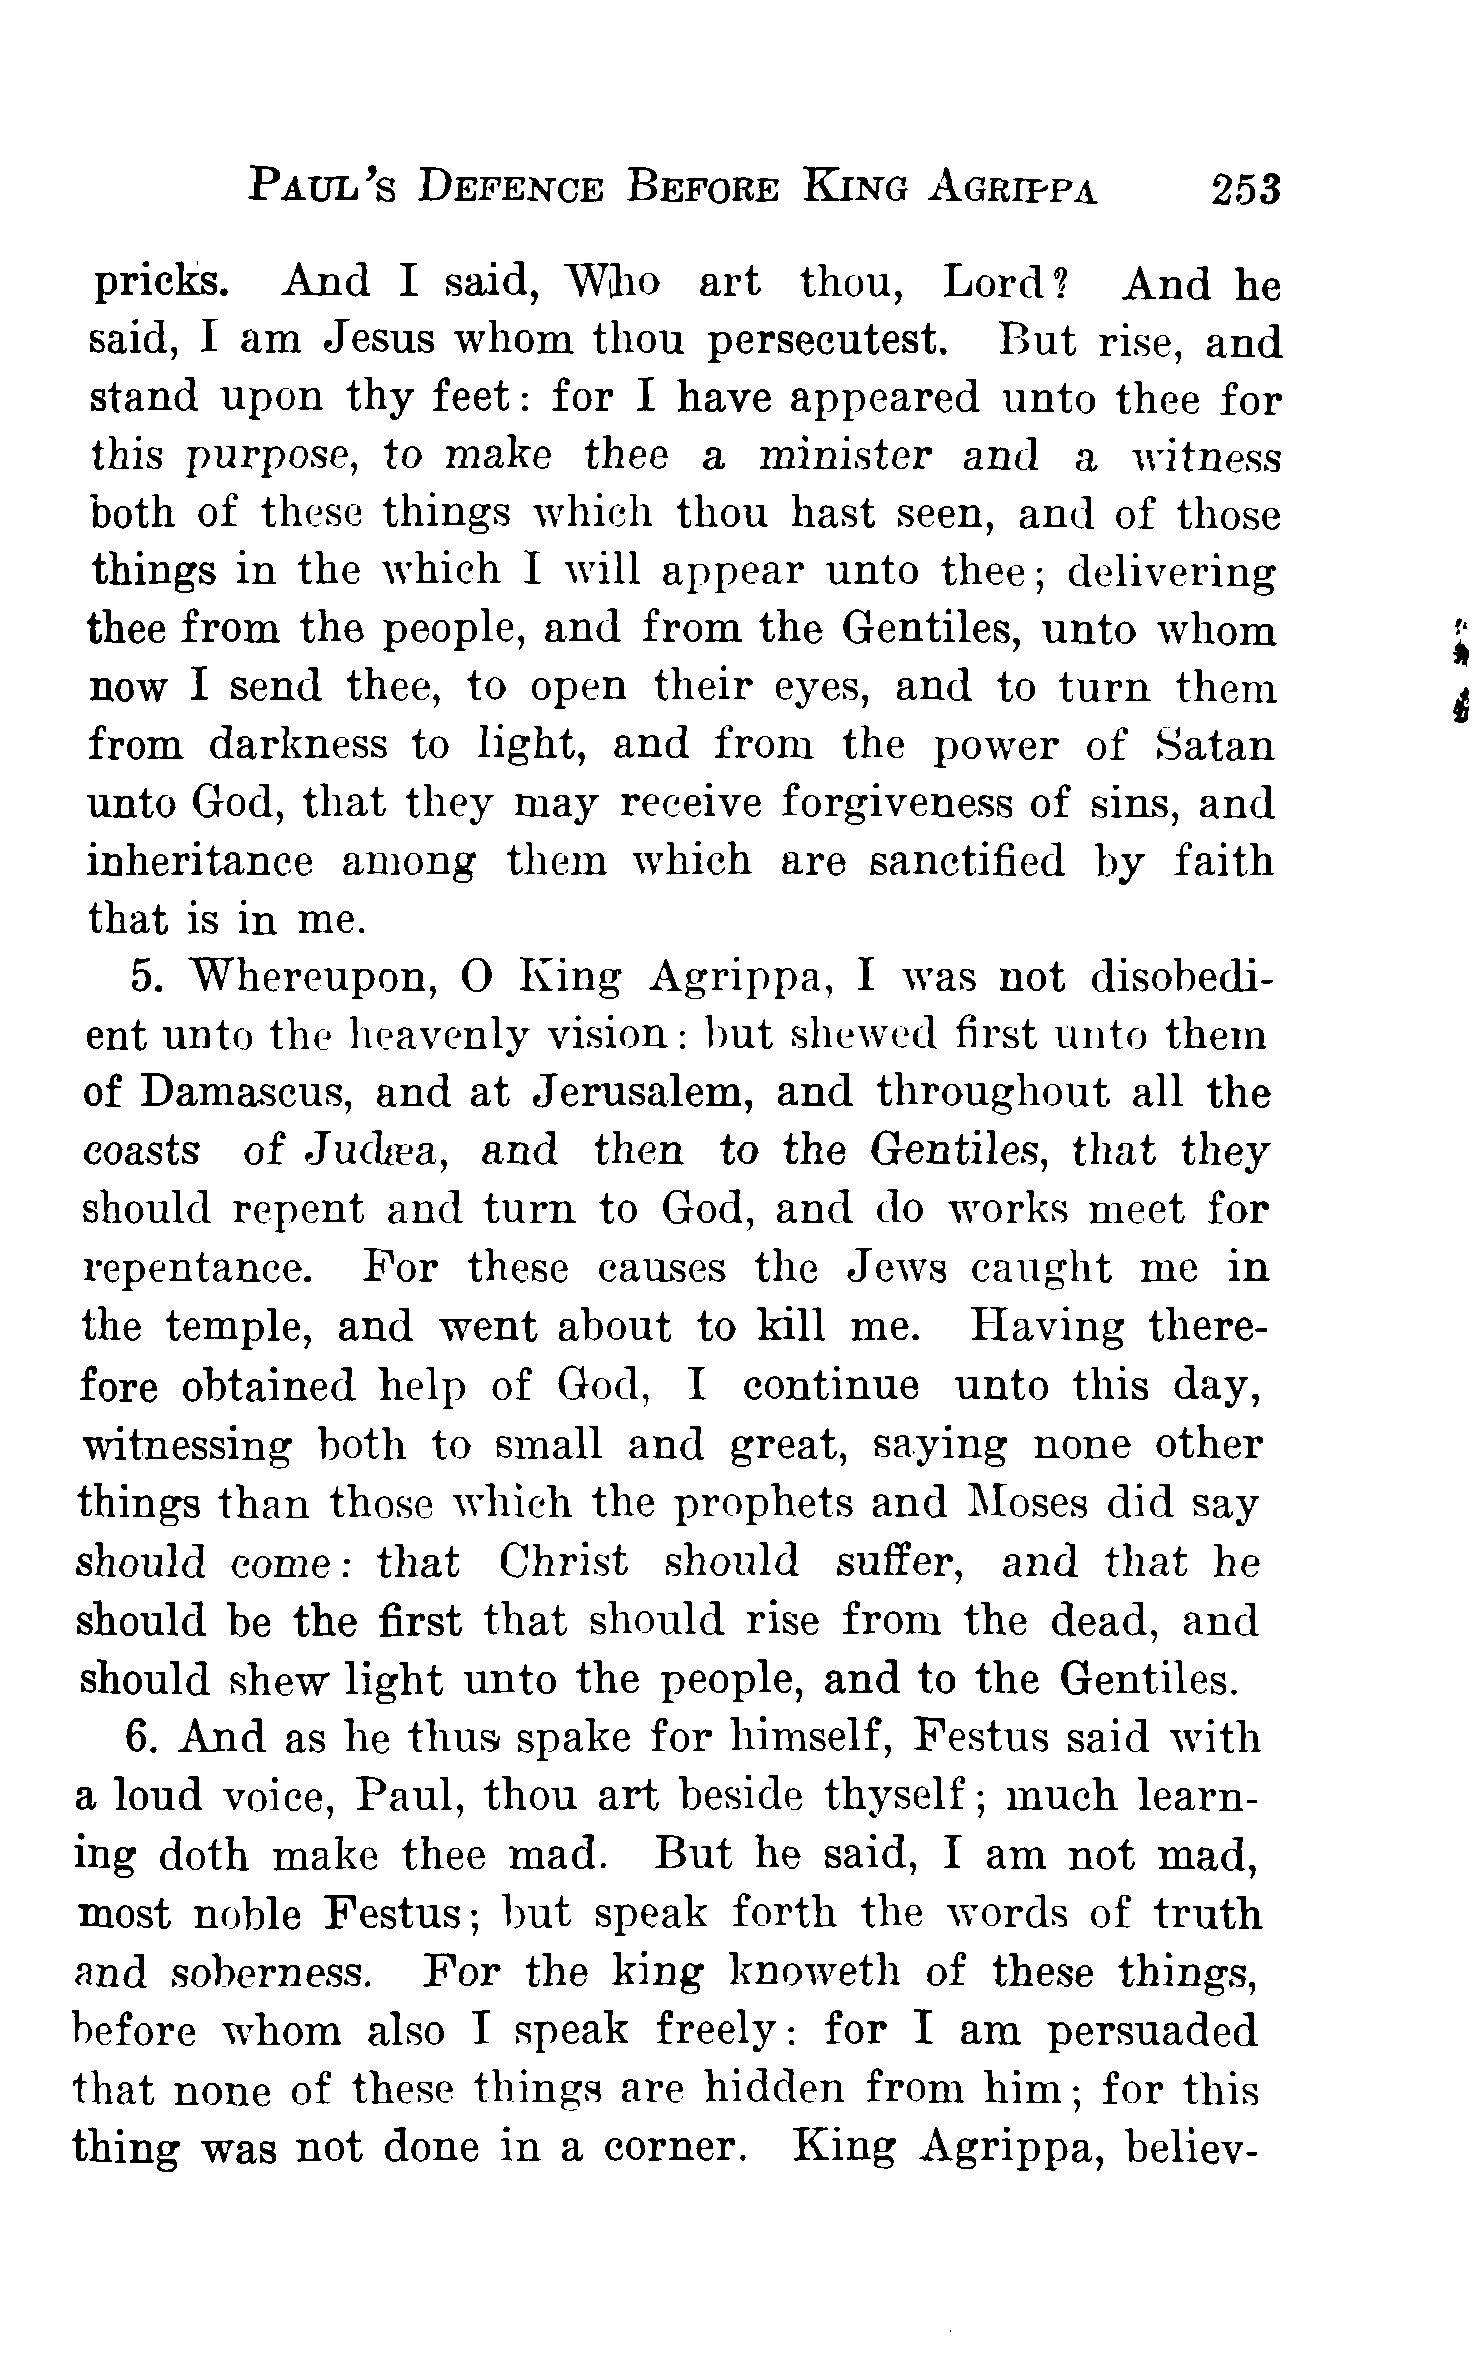 PAUL'S DEFENCE BEFORE KING AGRIPPA 253
pricks. And I said, Who art thou, Lord? And he
said, I am Jesus whom thou persecutest. But rise, and
stand upon thy feet: for I have appeared unto thee for
this purpose, to make thee a minister and a witness
both of these things which thou hast seen, and of those
things in the which I will appear unto thee; delivering
thee from the people, and from the Gentiles, unto whom
now I send thee, to open their eyes, and to turn them
from darkness to light, and from the power of Satan
unto God, that they may receive forgiveness of sins, and
inheritance among them which are sanctified by faith
that is in me.
5. Whereupon, O King Agrippa, I was not disobedi-
ent unto the heavenly vision: but shewed first unto them
of Damascus, and at Jerusalem, and throughout all the
coasts of Judæa, and then to the Gentiles, that they
should repent and turn to God, and do works meet for
repentance. For these causes the Jews caught me in
the temple, and went about to kill me. Having there-
fore obtained help of God, I continue unto this day,
witnessing both to small and great, saying none other
things than those which the prophets and Moses did say
should come: that Christ should suffer, and that he
should be the first that should rise from the dead, and
should shew light unto the people, and to the Gentiles.
6. And as he thus spake for himself, Festus said with
a loud voice, Paul, thou art beside thyself; much learn-
ing doth make thee mad. But he said, I am not mad,
most noble Festus; but speak forth the words of truth
and soberness. For the king knoweth of these things,
before whom also I speak freely: for I am persuaded
that none of these things are hidden from him; for this
thing was not done in a corner. King Agrippa, believ-